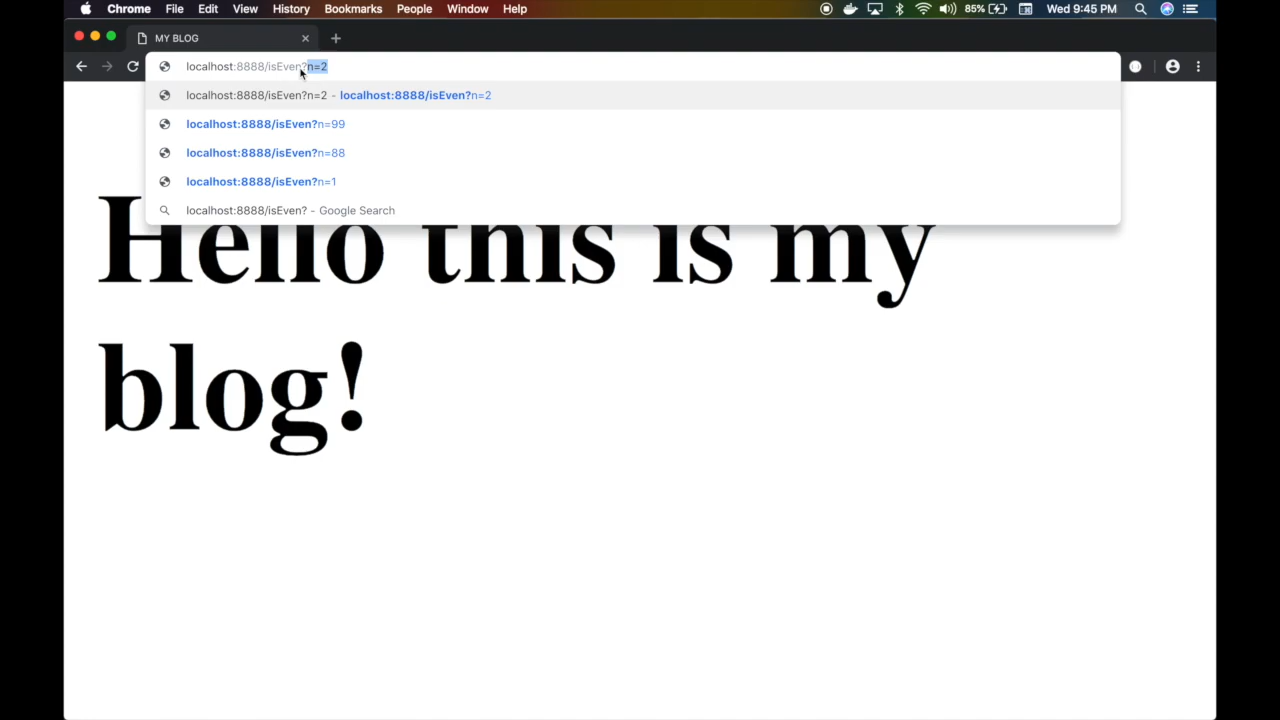 Chrome File Edit View History Bookmarks People Window Help 85% Wed 9:45 PM
MY BLOG
localhost:8888/isEven?n=2
localhost:8888/isEven?n=2 - localhost:8888/isEven?n=2
localhost:8888/isEven?n=99
localhost:8888/isEven?n=88
localhost:8888/isEven?n=1
localhost:8888/isEven? - Google Search
Hello this is my
blog!